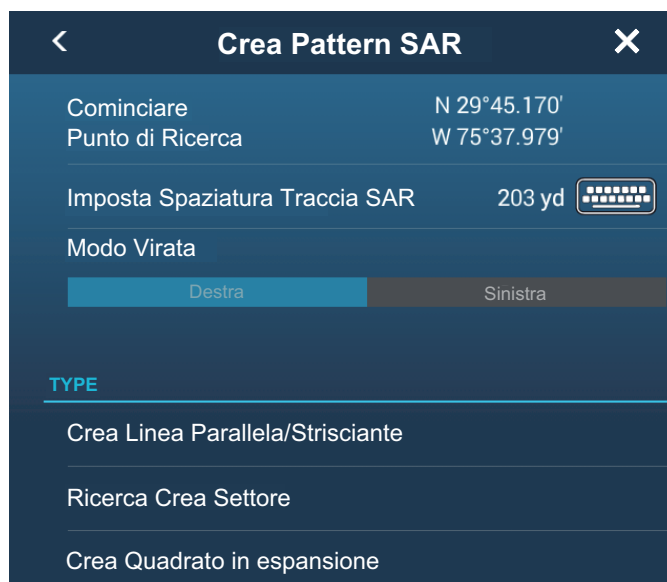 Crea Pattern SAR
Cominciare N 29°45.170'
Punto di Ricerca W 75°37.979'
Imposta Spaziatura Traccia SAR 203 yd
Modo Virata
Destra Sinistra
TYPE
Crea Linea Parallela/Strisciante
Ricerca Crea Settore
Crea Quadrato in espansione